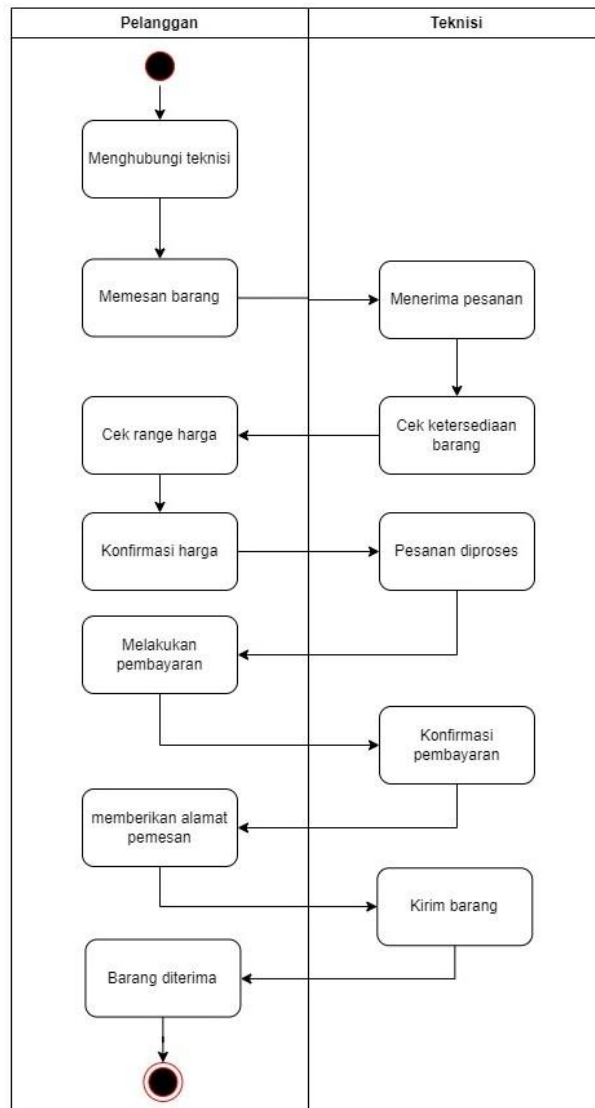 Pelanggan
Teknisi
Menghubungi teknisi
Memesan barang
Menerima pesanan
Cek range harga
Cek ketersediaan
barang
Konfirmasi harga
Pesanan diproses
Melakukan
pembayaran
Konfirmasi
pembayaran
memberikan alamat
pemesan
Kirim barang
Barang diterima